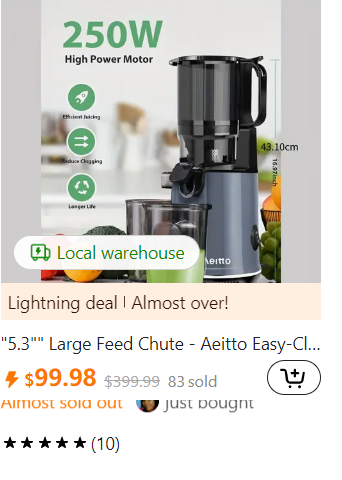 250W
High Power Motor
Efficient Juicing
Reduce Clogging
Longer Life
43.10cm
16.97inch
Aeitto
Local warehouse
Lightning deal | Almost over!
"5.3"" Large Feed Chute - Aeitto Easy-Cl...
$99.98 $399.99 83 sold
Almost sold out Just bought
★★★★★ (10)